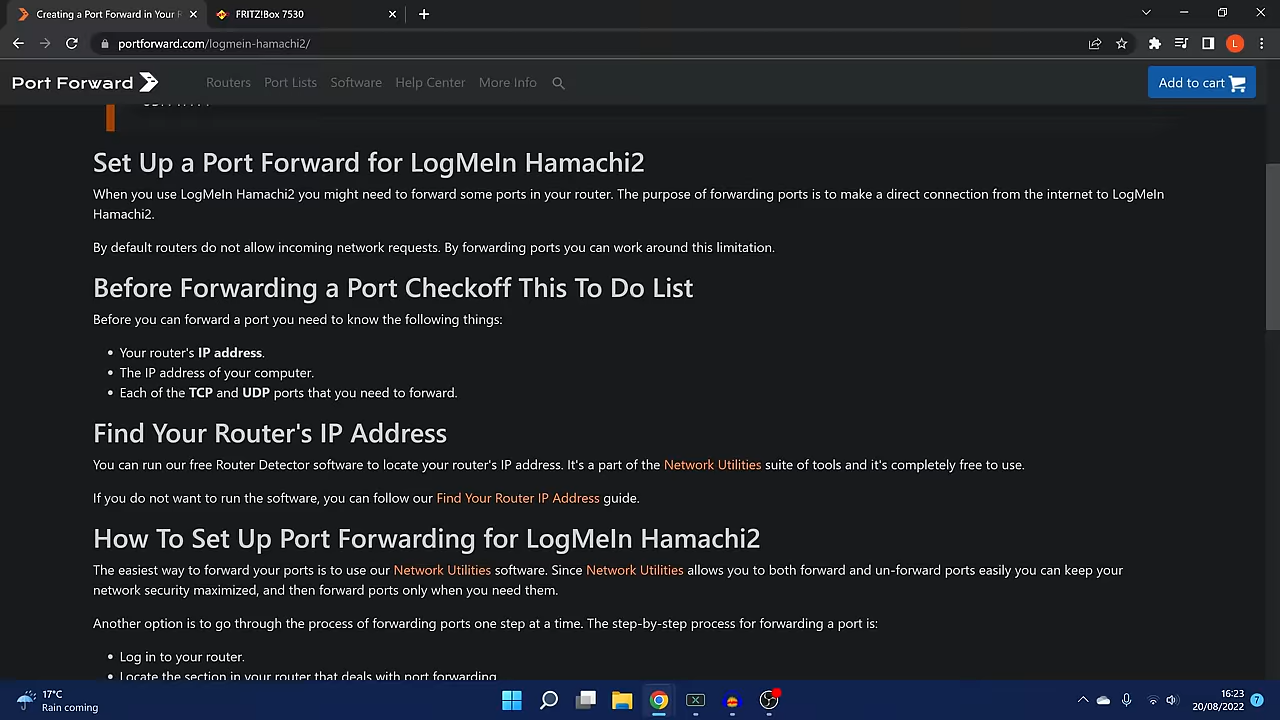 Creating a Port Forward in Your R
FRITZ!Box 7530
portforward.com/logmein-hamachi2/
L
Port Forward
Routers Port Lists Software Help Center More Info
Add to cart
Set Up a Port Forward for LogMeIn Hamachi2
When you use LogMeIn Hamachi2 you might need to forward some ports in your router. The purpose of forwarding ports is to make a direct connection from the internet to LogMeIn
Hamachi2.
By default routers do not allow incoming network requests. By forwarding ports you can work around this limitation.
Before Forwarding a Port Checkoff This To Do List
Before you can forward a port you need to know the following things:
Your router's IP address.
The IP address of your computer.
Each of the TCP and UDP ports that you need to forward.
Find Your Router's IP Address
You can run our free Router Detector software to locate your router's IP address. It's a part of the Network Utilities suite of tools and it's completely free to use.
If you do not want to run the software, you can follow our Find Your Router IP Address guide.
How To Set Up Port Forwarding for LogMeIn Hamachi2
The easiest way to forward your ports is to use our Network Utilities software. Since Network Utilities allows you to both forward and un-forward ports easily you can keep your
network security maximized, and then forward ports only when you need them.
Another option is to go through the process of forwarding ports one step at a time. The step-by-step process for forwarding a port is:
Log in to your router.
Locate the section in your router that deals with port forwarding.
17°C
Rain coming
16:23
20/08/2022
7